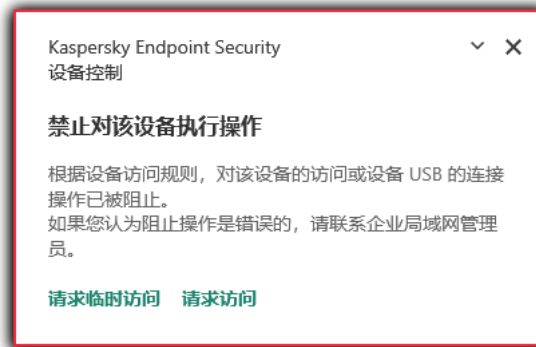 Kaspersky Endpoint Security
设备控制
禁止对该设备执行操作
根据设备访问规则，对该设备的访问或设备 USB 的连接
操作已被阻止。
如果您认为阻止操作是错误的，请联系企业局域网管理
员。
请求临时访问 请求访问